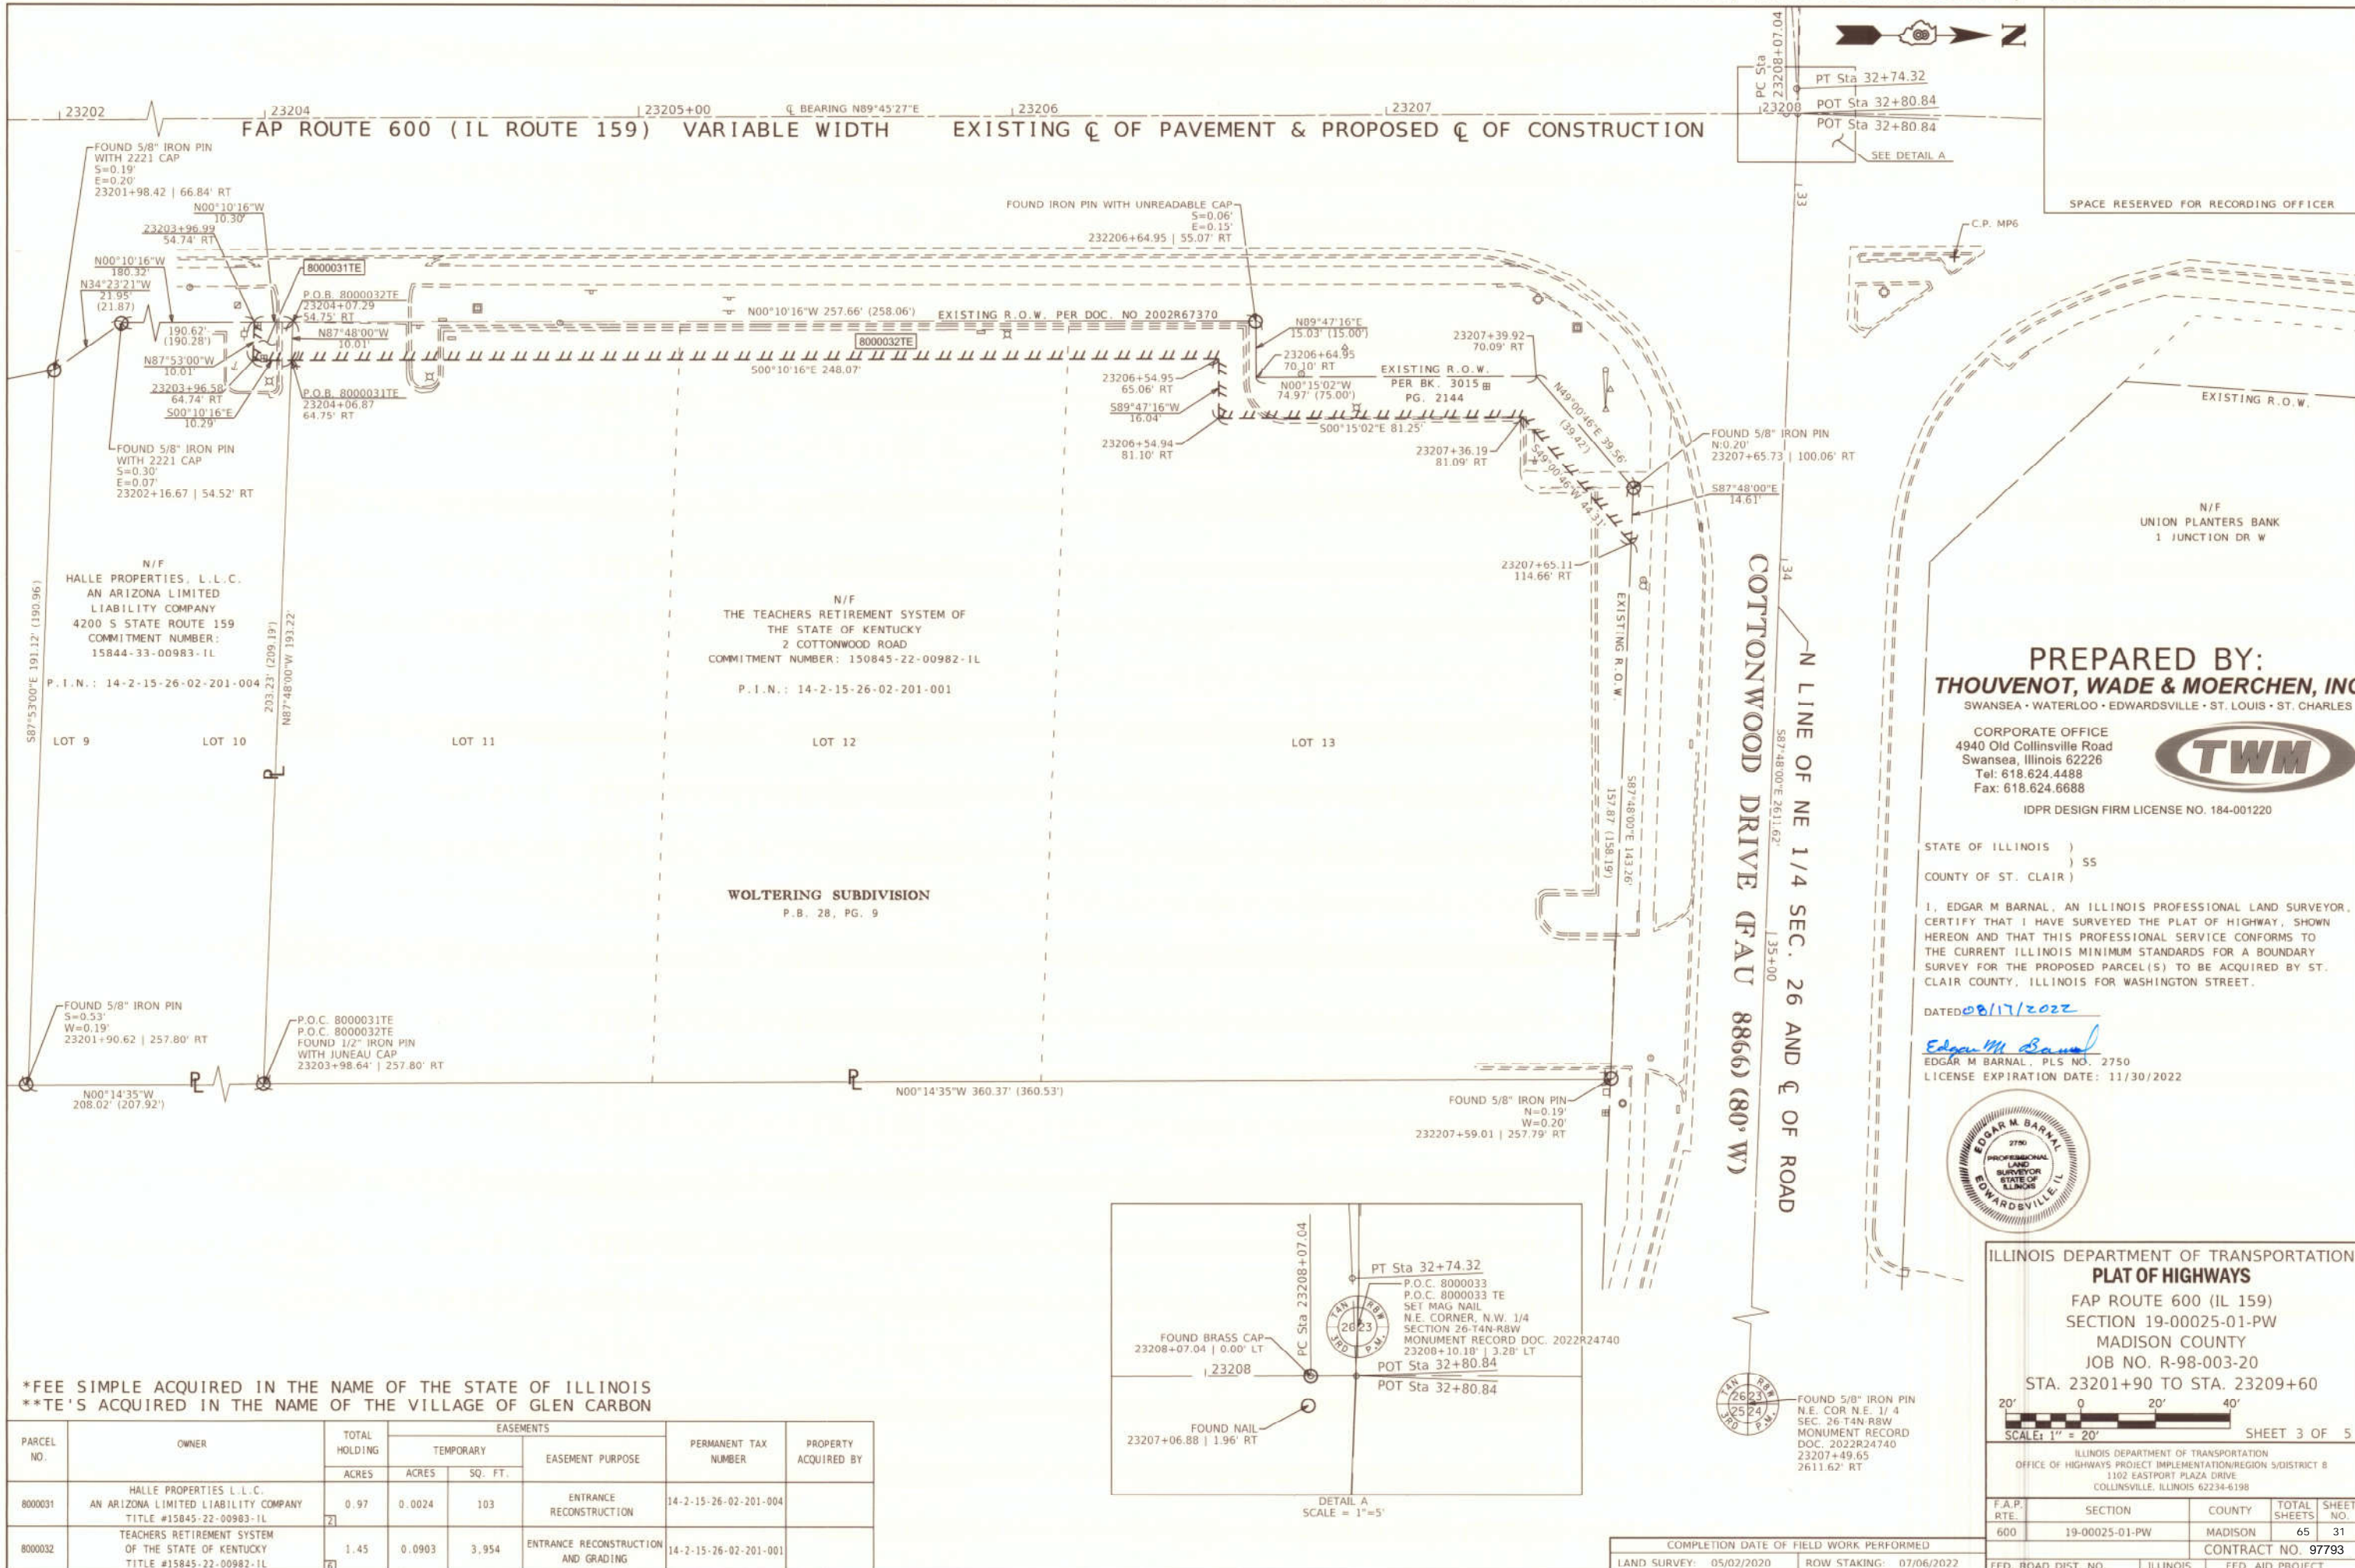 23202
23204
23205+00
℄ BEARING N89°45'27"E
23206
23207
23208
PC Sta
23208+07.04
PT Sta 32+74.32
POT Sta 32+80.84
POT Sta 32+80.84
SEE DETAIL A
N
FAP ROUTE 600 (IL ROUTE 159) VARIABLE WIDTH EXISTING ℄ OF PAVEMENT & PROPOSED ℄ OF CONSTRUCTION
SPACE RESERVED FOR RECORDING OFFICER
FOUND 5/8" IRON PIN
WITH 2221 CAP
S=0.19'
E=0.20'
23201+98.42 | 66.84' RT
N00°10'16"W
10.30'
23203+96.99
54.74' RT
N00°10'16"W
180.32'
N34°23'21"W
21.95'
(21.87)
8000031TE
P.O.B. 8000032TE
23204+07.29
54.75' RT
190.62'
(190.28')
N87°48'00"W
10.01'
N87°53'00"W
10.01'
23203+96.58
64.74' RT
S00°10'16"E
10.29'
P.O.B. 8000031TE
23204+06.87
64.75' RT
FOUND 5/8" IRON PIN
WITH 2221 CAP
S=0.30'
E=0.07'
23202+16.67 | 54.52' RT
FOUND IRON PIN WITH UNREADABLE CAP
S=0.06'
E=0.15'
232206+64.95 | 55.07' RT
N00°10'16"W 257.66' (258.06')
EXISTING R.O.W. PER DOC. NO 2002R67370
8000032TE
S00°10'16"E 248.07'
N89°47'16"E
15.03' (15.00')
23206+64.95
70.10' RT
N00°15'02"W
74.97' (75.00')
EXISTING R.O.W.
PER BK. 3015
PG. 2144
23207+39.92
70.09' RT
23206+54.95
65.06' RT
S89°47'16"W
16.04'
23206+54.94
81.10' RT
S00°15'02"E 81.25'
23207+36.19
81.09' RT
N49°00'46"E 39.56'
(39.42')
S49°00'46"W 44.31'
FOUND 5/8" IRON PIN
N:0.20'
23207+65.73 | 100.06' RT
S87°48'00"E
14.61'
23207+65.11
114.66' RT
33
34
35+00
C.P. MP6
EXISTING R.O.W.
N/F
UNION PLANTERS BANK
1 JUNCTION DR W
N/F
HALLE PROPERTIES, L.L.C.
AN ARIZONA LIMITED
LIABILITY COMPANY
4200 S STATE ROUTE 159
COMMITMENT NUMBER:
15844-33-00983-IL
P.I.N.: 14-2-15-26-02-201-004
S87°53'00"E 191.12' (190.96)
203.23' (209.19')
N87°48'00"W 193.22'
N/F
THE TEACHERS RETIREMENT SYSTEM OF
THE STATE OF KENTUCKY
2 COTTONWOOD ROAD
COMMITMENT NUMBER: 150845-22-00982-IL
P.I.N.: 14-2-15-26-02-201-001
LOT 9
LOT 10
LOT 11
LOT 12
LOT 13
PL
WOLTERING SUBDIVISION
P.B. 28, PG. 9
EXISTING R.O.W.
S87°48'00"E 143.26'
157.87' (158.19')
COTTONWOOD DRIVE (FAU 8866) (80' W)
S87°48'00"E 2611.62'
N LINE OF NE 1/4 SEC. 26 AND ℄ OF ROAD
FOUND 5/8" IRON PIN
S=0.53'
W=0.19'
23201+90.62 | 257.80' RT
P.O.C. 8000031TE
P.O.C. 8000032TE
FOUND 1/2" IRON PIN
WITH JUNEAU CAP
23203+98.64' | 257.80' RT
N00°14'35"W
208.02' (207.92')
PL
PL
N00°14'35"W 360.37' (360.53')
FOUND 5/8" IRON PIN
N=0.19'
W=0.20'
232207+59.01 | 257.79' RT
PREPARED BY:
THOUVENOT, WADE & MOERCHEN, INC
SWANSEA • WATERLOO • EDWARDSVILLE • ST. LOUIS • ST. CHARLES
CORPORATE OFFICE
4940 Old Collinsville Road
Swansea, Illinois 62226
Tel: 618.624.4488
Fax: 618.624.6688
TWM
IDPR DESIGN FIRM LICENSE NO. 184-001220
STATE OF ILLINOIS )
) SS
COUNTY OF ST. CLAIR )
I, EDGAR M BARNAL, AN ILLINOIS PROFESSIONAL LAND SURVEYOR,
CERTIFY THAT I HAVE SURVEYED THE PLAT OF HIGHWAY, SHOWN
HEREON AND THAT THIS PROFESSIONAL SERVICE CONFORMS TO
THE CURRENT ILLINOIS MINIMUM STANDARDS FOR A BOUNDARY
SURVEY FOR THE PROPOSED PARCEL(S) TO BE ACQUIRED BY ST.
CLAIR COUNTY, ILLINOIS FOR WASHINGTON STREET.
DATED 08/17/2022
Edgar M Barnal
EDGAR M BARNAL, PLS NO. 2750
LICENSE EXPIRATION DATE: 11/30/2022
EDGAR M. BARNAL
2750
PROFESSIONAL
LAND
SURVEYOR
STATE OF
ILLINOIS
EDWARDSVILLE, IL
PC Sta 23208+07.04
PT Sta 32+74.32
P.O.C. 8000033
P.O.C. 8000033 TE
SET MAG NAIL
N.E. CORNER, N.W. 1/4
SECTION 26-T4N-R8W
MONUMENT RECORD DOC. 2022R24740
23208+10.18' | 3.28' LT
T4N R8W
26 23
3RD P.M.
FOUND BRASS CAP
23208+07.04 | 0.00' LT
23208
POT Sta 32+80.84
POT Sta 32+80.84
FOUND NAIL
23207+06.88 | 1.96' RT
DETAIL A
SCALE = 1"=5'
T4N R8W
26 23
25 24
3RD P.M.
FOUND 5/8" IRON PIN
N.E. COR N.E. 1/ 4
SEC. 26-T4N-R8W
MONUMENT RECORD
DOC. 2022R24740
23207+49.65
2611.62' RT
*FEE SIMPLE ACQUIRED IN THE NAME OF THE STATE OF ILLINOIS
**TE'S ACQUIRED IN THE NAME OF THE VILLAGE OF GLEN CARBON
PARCEL NO. OWNER TOTAL HOLDING EASEMENTS PERMANENT TAX NUMBER PROPERTY ACQUIRED BY
TEMPORARY EASEMENT PURPOSE
ACRES ACRES SQ. FT.
8000031 HALLE PROPERTIES L.L.C. AN ARIZONA LIMITED LIABILITY COMPANY TITLE #15845-22-00983-IL 2 0.97 0.0024 103 ENTRANCE RECONSTRUCTION 14-2-15-26-02-201-004
8000032 TEACHERS RETIREMENT SYSTEM OF THE STATE OF KENTUCKY TITLE #15845-22-00982-IL 6 1.45 0.0903 3,954 ENTRANCE RECONSTRUCTION AND GRADING 14-2-15-26-02-201-001
COMPLETION DATE OF FIELD WORK PERFORMED
LAND SURVEY: 05/02/2020 ROW STAKING: 07/06/2022
ILLINOIS DEPARTMENT OF TRANSPORTATION
PLAT OF HIGHWAYS
FAP ROUTE 600 (IL 159)
SECTION 19-00025-01-PW
MADISON COUNTY
JOB NO. R-98-003-20
STA. 23201+90 TO STA. 23209+60
20' 0 20' 40'
SCALE: 1" = 20'
SHEET 3 OF 5
ILLINOIS DEPARTMENT OF TRANSPORTATION
OFFICE OF HIGHWAYS PROJECT IMPLEMENTATION/REGION 5/DISTRICT 8
1102 EASTPORT PLAZA DRIVE
COLLINSVILLE, ILLINOIS 62234-6198
F.A.P. RTE. SECTION COUNTY TOTAL SHEETS SHEET NO.
600 19-00025-01-PW MADISON 65 31
CONTRACT NO. 97793
FED. ROAD DIST. NO. ILLINOIS FED. AID PROJECT